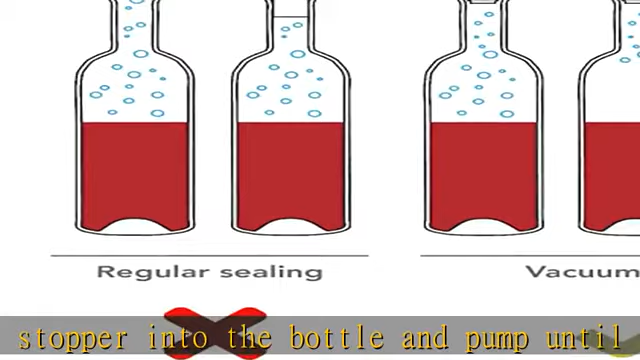 Regular sealing
Vacuum
stopper into the bottle and pump until